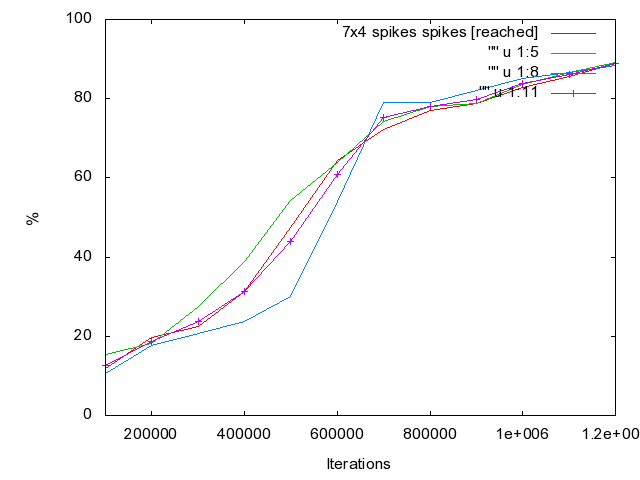 100
7x4 spikes spikes [reached]
"" u 1:5
"" u 1:8
"" u 1:11
80
60
%
40
20
0
200000 400000 600000 800000 1e+006 1.2e+00
Iterations